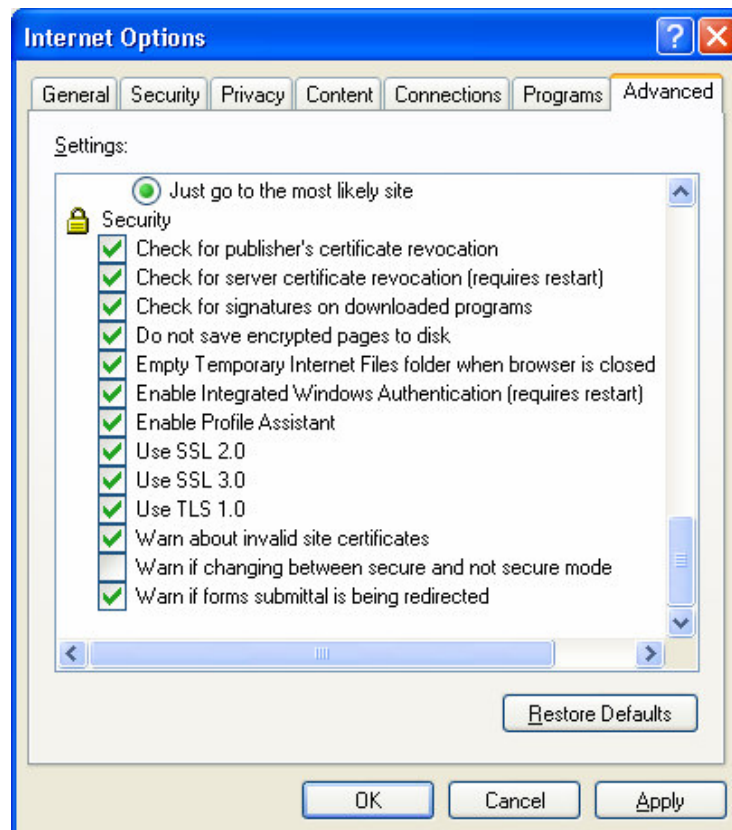 Internet Options
General Security Privacy Content Connections Programs Advanced
Settings:
Just go to the most likely site
Security
Check for publisher's certificate revocation
Check for server certificate revocation (requires restart)
Check for signatures on downloaded programs
Do not save encrypted pages to disk
Empty Temporary Internet Files folder when browser is closed
Enable Integrated Windows Authentication (requires restart)
Enable Profile Assistant
Use SSL 2.0
Use SSL 3.0
Use TLS 1.0
Warn about invalid site certificates
Warn if changing between secure and not secure mode
Warn if forms submittal is being redirected
Restore Defaults
OK Cancel Apply